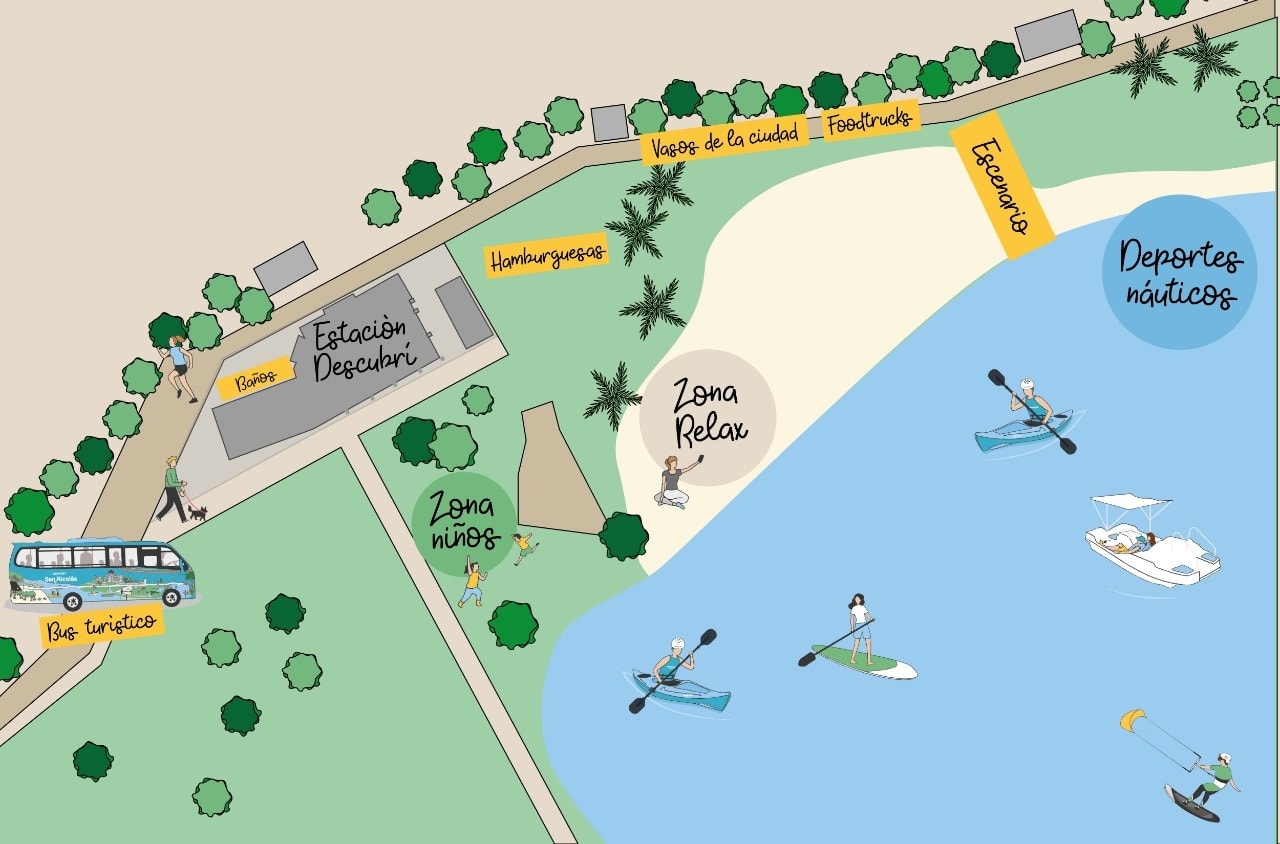 Vasos de la ciudad
Foodtrucks
Escenario
Hamburguesas
Deportes
náuticos
Estaciòn
Descubrí
Baños
Zona
Relax
Zona
niños
San Nicolás
Bus turìstico